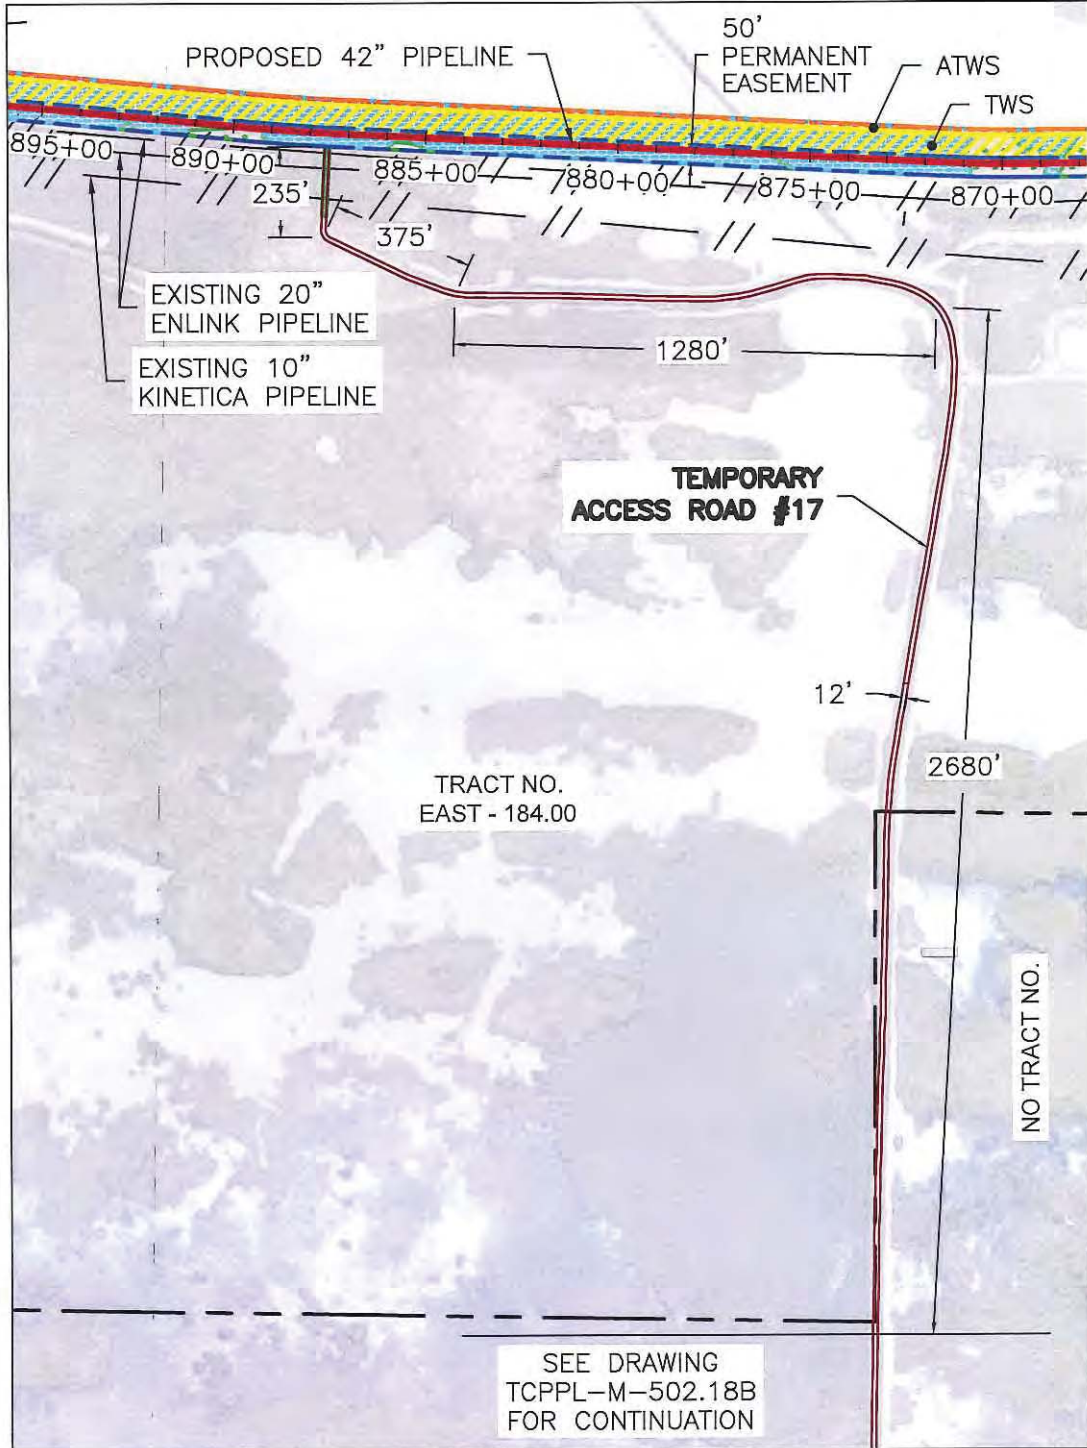 PROPOSED 42” PIPELINE
50’
PERMANENT
EASEMENT
ATWS
TWS
895+00
890+00
885+00
880+00
875+00
870+00
235’
375’
EXISTING 20”
ENLINK PIPELINE
EXISTING 10”
KINETICA PIPELINE
1280’
TEMPORARY
ACCESS ROAD #17
12’
2680’
TRACT NO.
EAST - 184.00
NO TRACT NO.
SEE DRAWING
TCPPL-M-502.18B
FOR CONTINUATION